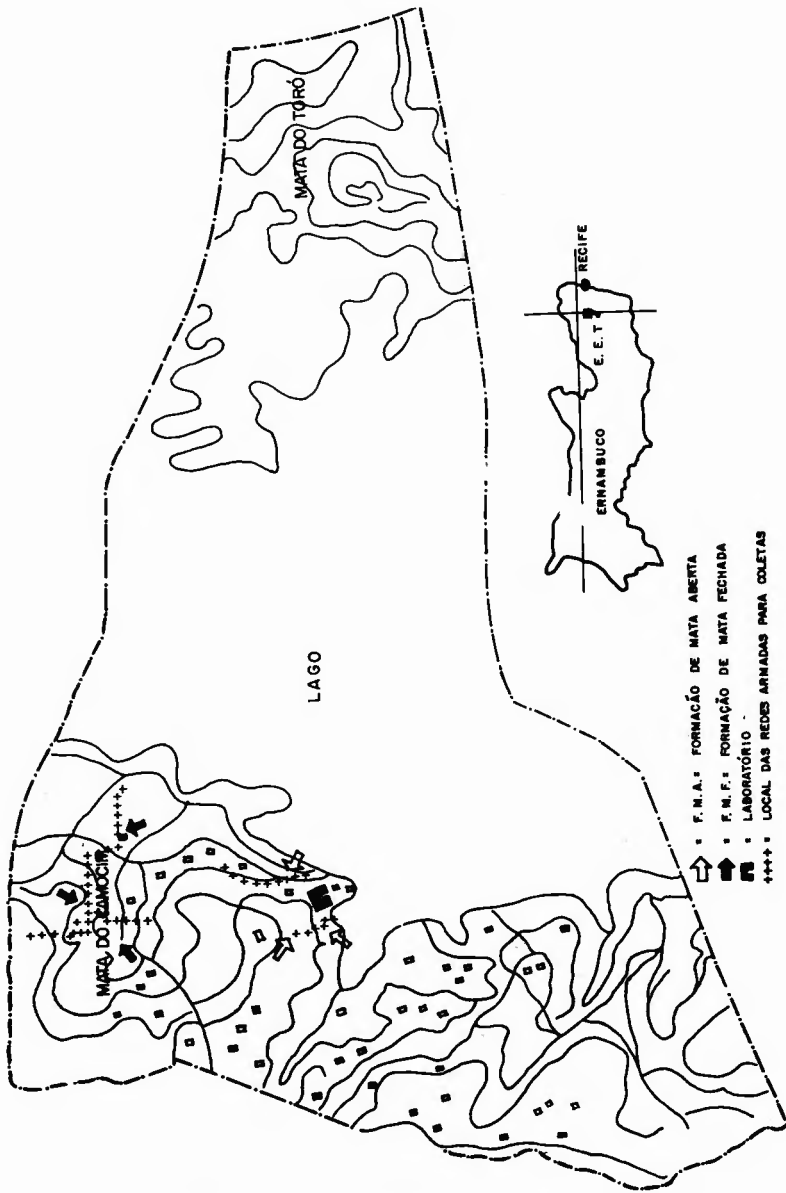 MATA DO CAMOCIM
LAGO
MATA DO TORÓ
ERNAMBUCO
E. E. T
RECIFE
= F. M. A. = FORMAÇÃO DE MATA ABERTA
= F. M. F. = FORMAÇÃO DE MATA FECHADA
= LABORATÓRIO -
++++ = LOCAL DAS REDES ARMADAS PARA COLETAS